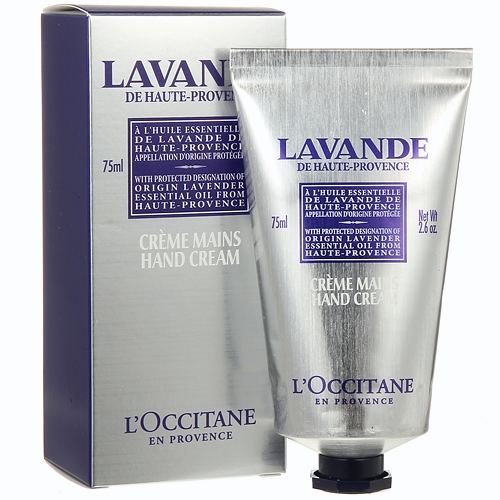 LAVANDE
DE HAUTE-PROVENCE
75ml
À L'HUILE ESSENTIELLE
DE LAVANDE DE
HAUTE-PROVENCE
APPELLATION D'ORIGINE PROTÉGÉE
WITH PROTECTED DESIGNATION OF
ORIGIN LAVENDER
ESSENTIAL OIL FROM
HAUTE-PROVENCE
CRÈME MAINS
HAND CREAM
L'OCCITANE
EN PROVENCE
LAVANDE
DE HAUTE-PROVENCE
75ml
À L'HUILE ESSENTIELLE
DE LAVANDE DE
HAUTE-PROVENCE
APPELLATION D'ORIGINE PROTÉGÉE
WITH PROTECTED DESIGNATION OF
ORIGIN LAVENDER
ESSENTIAL OIL FROM
HAUTE-PROVENCE
Net Wt
2.6 oz.
CRÈME MAINS
HAND CREAM
L'OCCITANE
EN PROVENCE